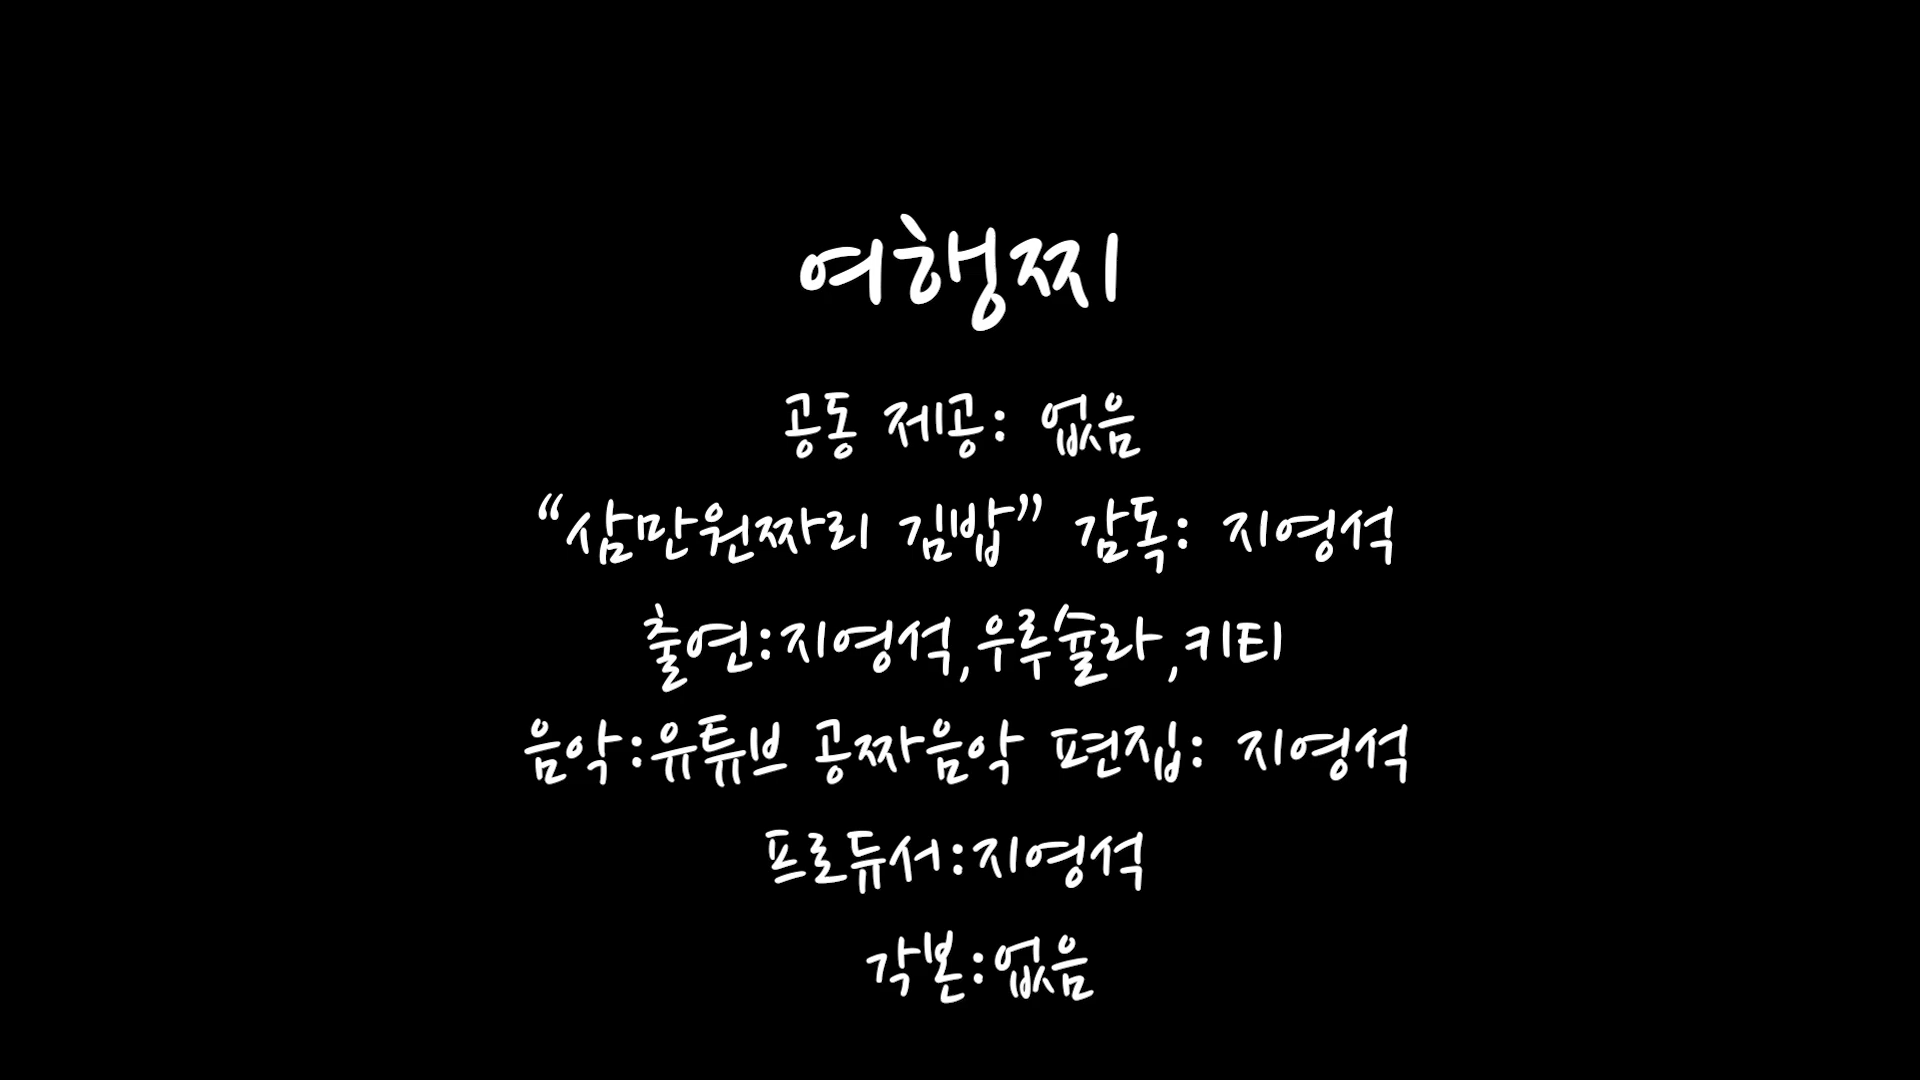 여행찌
공동 제공: 없음
“삼만원짜리 김밥” 감독: 지영석
출연:지영석,우루슐라,키티
음악:유튜브 공짜음악 편집: 지영석
프로듀서:지영석
각본:없음